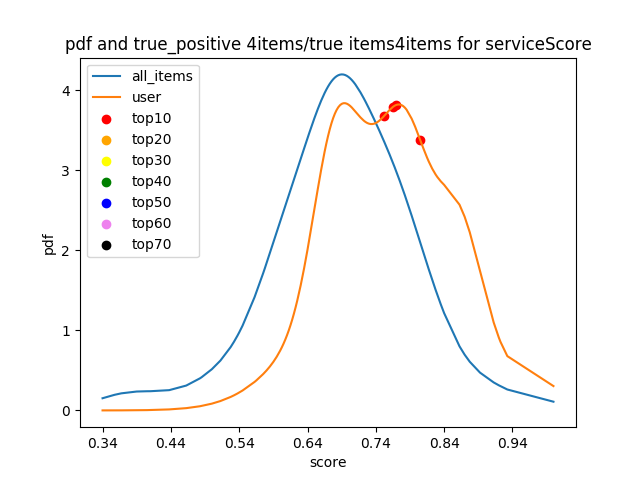 pdf and true_positive 4items/true items4items for serviceScore
all_items
user
top10
top20
top30
top40
top50
top60
top70
pdf
4
3
2
1
0
0.34 0.44 0.54 0.64 0.74 0.84 0.94
score